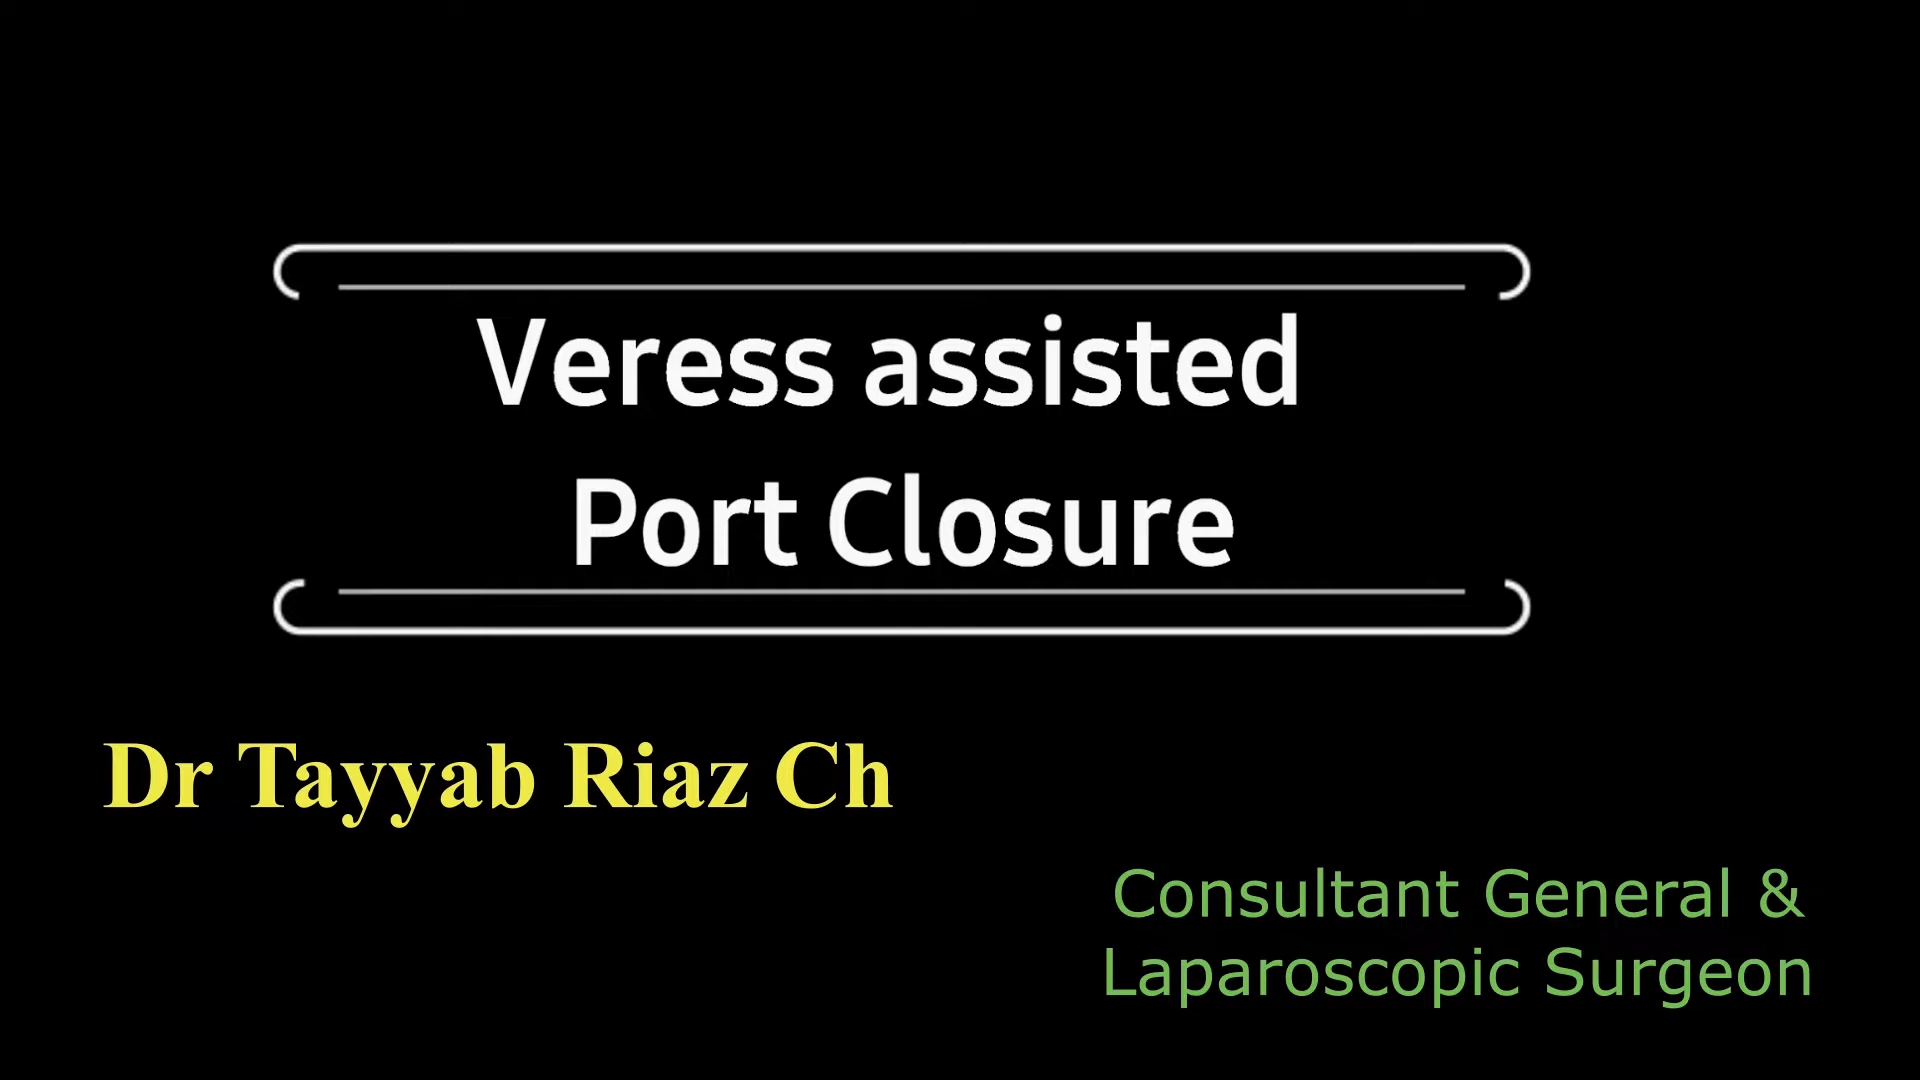 Veress assisted
Port Closure
Dr Tayyab Riaz Ch
Consultant General &
Laparoscopic Surgeon